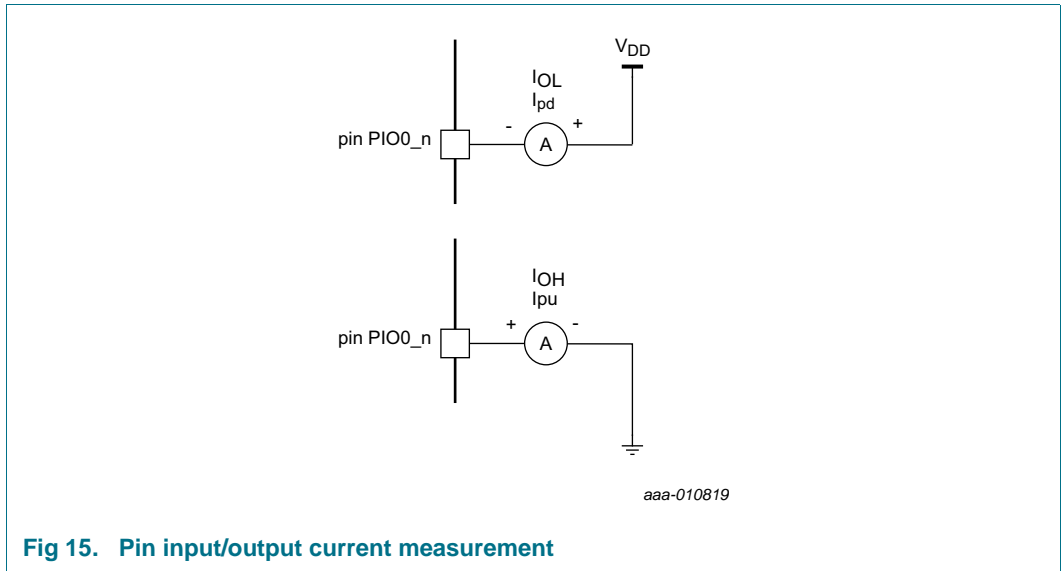 VDD
IOL
Ipd
- +
pin PIO0_n
A
IOH
Ipu
+ -
pin PIO0_n
A
aaa-010819
Fig 15. Pin input/output current measurement